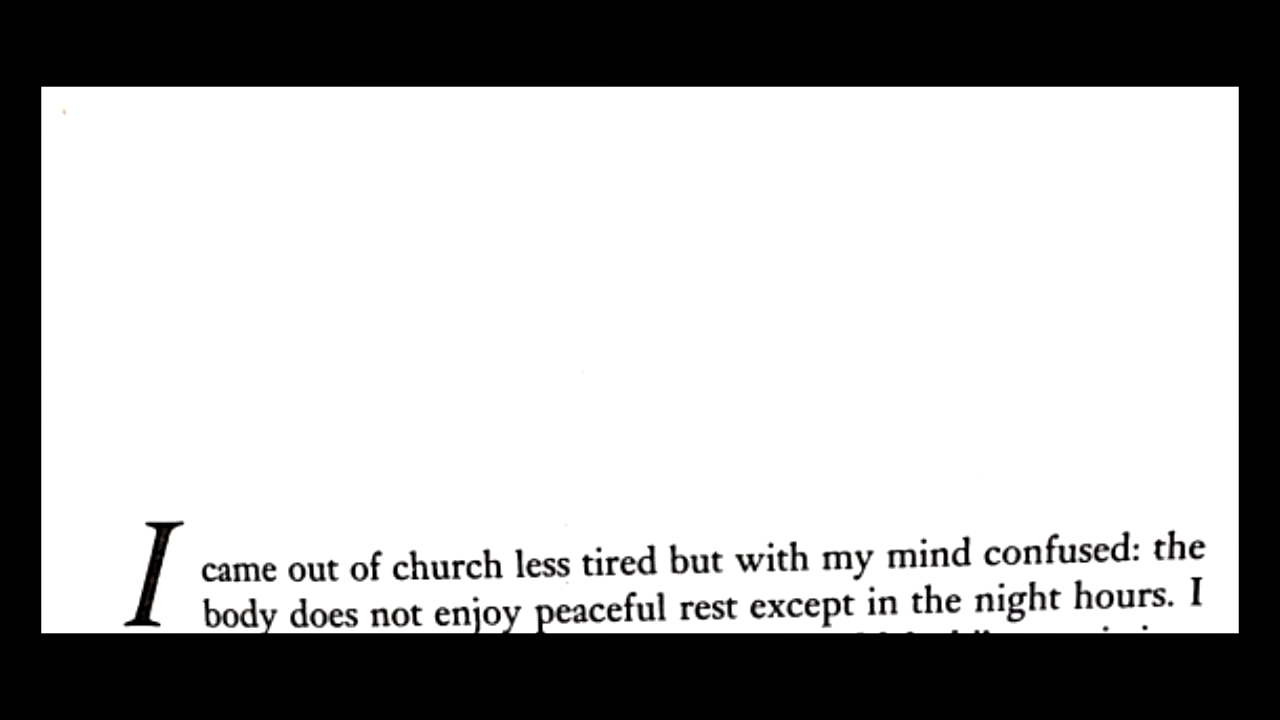 I came out of church less tired but with my mind confused: the
body does not enjoy peaceful rest except in the night hours. I